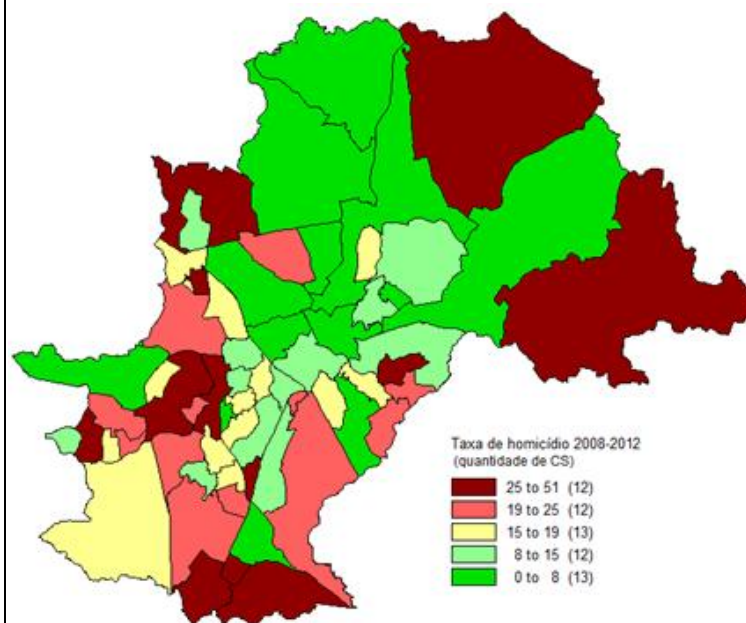 Taxa de homicídio 2008-2012
(quantidade de CS)
25 to 51 (12)
19 to 25 (12)
15 to 19 (13)
8 to 15 (12)
0 to 8 (13)